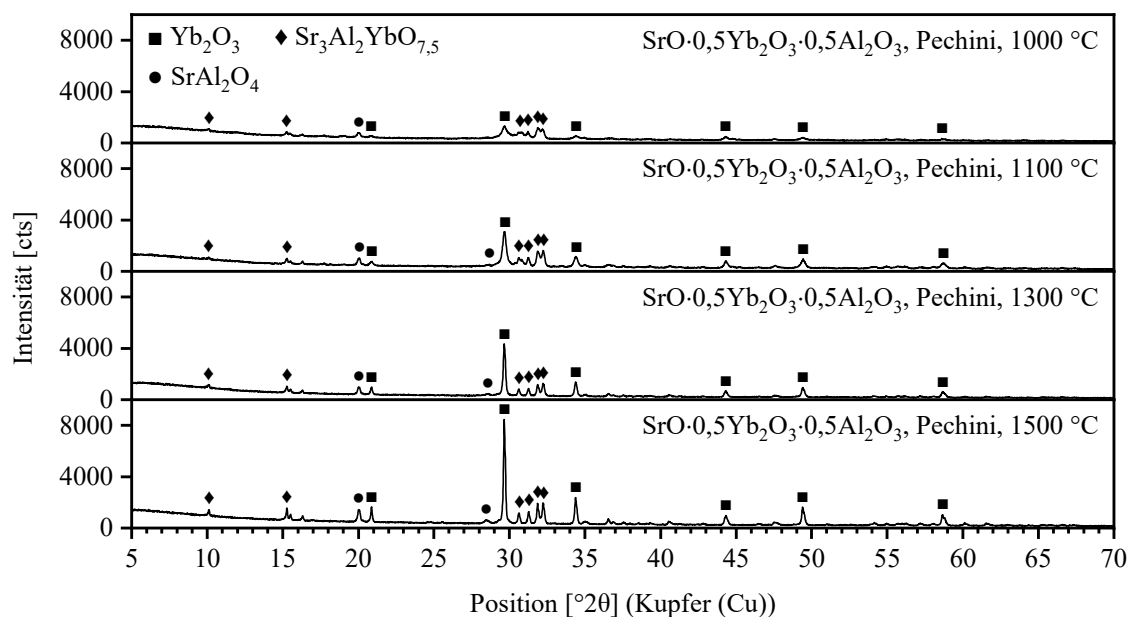 ■ Yb₂O₃ ♦ Sr₃Al₂YbO₇,₅
● SrAl₂O₄
SrO·0,5Yb₂O₃·0,5Al₂O₃, Pechini, 1000 °C
8000
4000
0
SrO·0,5Yb₂O₃·0,5Al₂O₃, Pechini, 1100 °C
8000
4000
0
SrO·0,5Yb₂O₃·0,5Al₂O₃, Pechini, 1300 °C
8000
4000
0
SrO·0,5Yb₂O₃·0,5Al₂O₃, Pechini, 1500 °C
8000
4000
0
Intensität [cts]
5 10 15 20 25 30 35 40 45 50 55 60 65 70
Position [°2θ] (Kupfer (Cu))